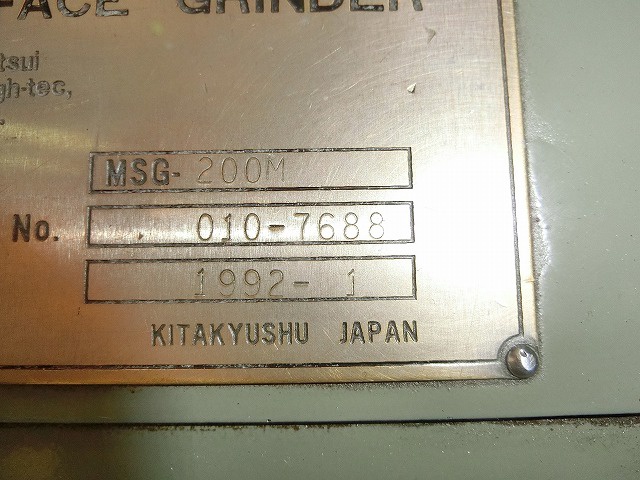 FACE GRINDER
tsui
gh-tec,
MSG-200M
No. 010-7688
1992-1
KITAKYUSHU JAPAN